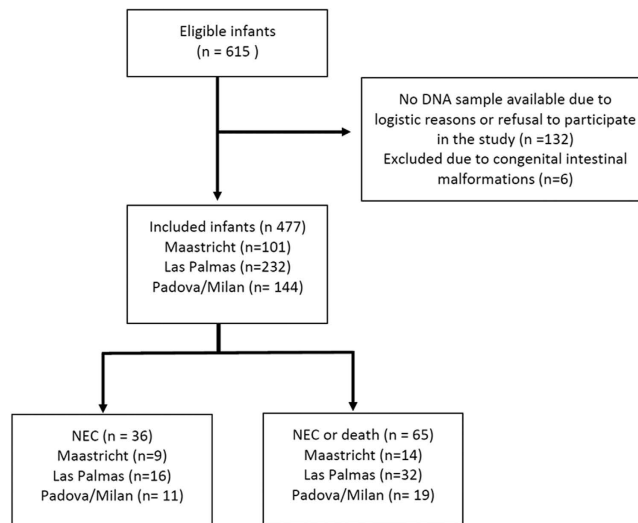 Eligible infants
(n = 615 )
No DNA sample available due to
logistic reasons or refusal to participate
in the study (n =132)
Excluded due to congenital intestinal
malformations (n=6)
Included infants (n 477)
Maastricht (n=101)
Las Palmas (n=232)
Padova/Milan (n= 144)
NEC (n = 36)
Maastricht (n=9)
Las Palmas (n=16)
Padova/Milan (n= 11)
NEC or death (n = 65)
Maastricht (n=14)
Las Palmas (n=32)
Padova/Milan (n= 19)